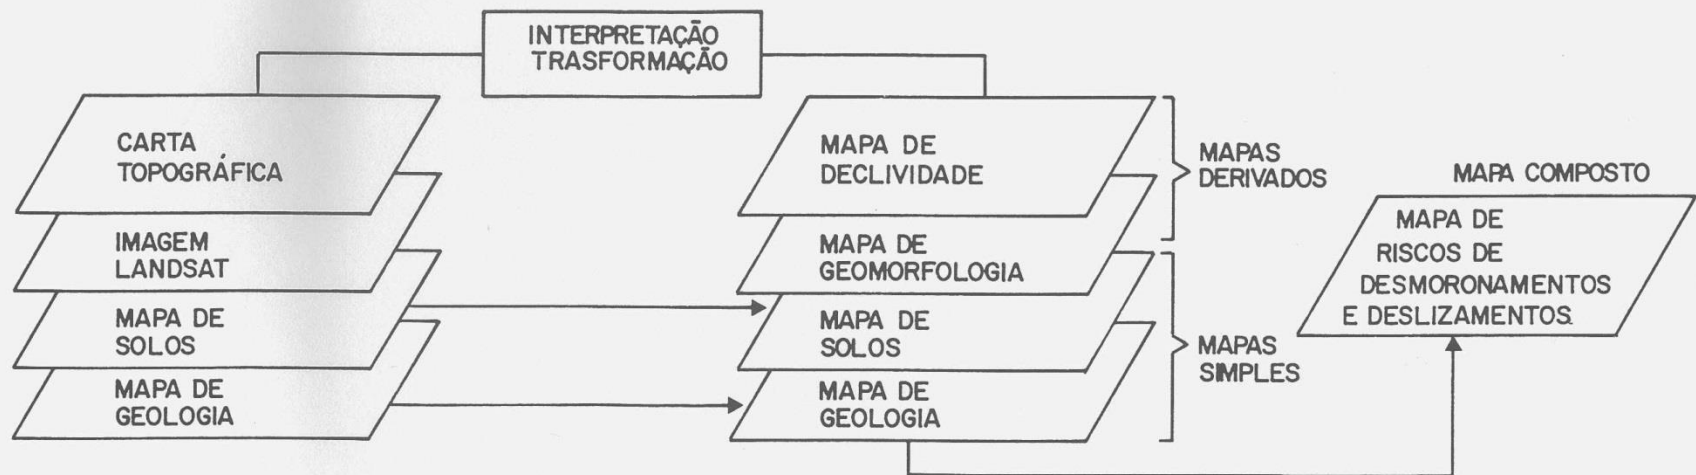 INTERPRETAÇÃO
TRASFORMAÇÃO
CARTA
TOPOGRÁFICA
IMAGEM
LANDSAT
MAPA DE
SOLOS
MAPA DE
GEOLOGIA
MAPA DE
DECLIVIDADE
MAPA DE
GEOMORFOLOGIA
MAPA DE
SOLOS
MAPA DE
GEOLOGIA
MAPAS
DERIVADOS
MAPAS
SIMPLES
MAPA COMPOSTO
MAPA DE
RISCOS DE
DESMORONAMENTOS
E DESLIZAMENTOS.